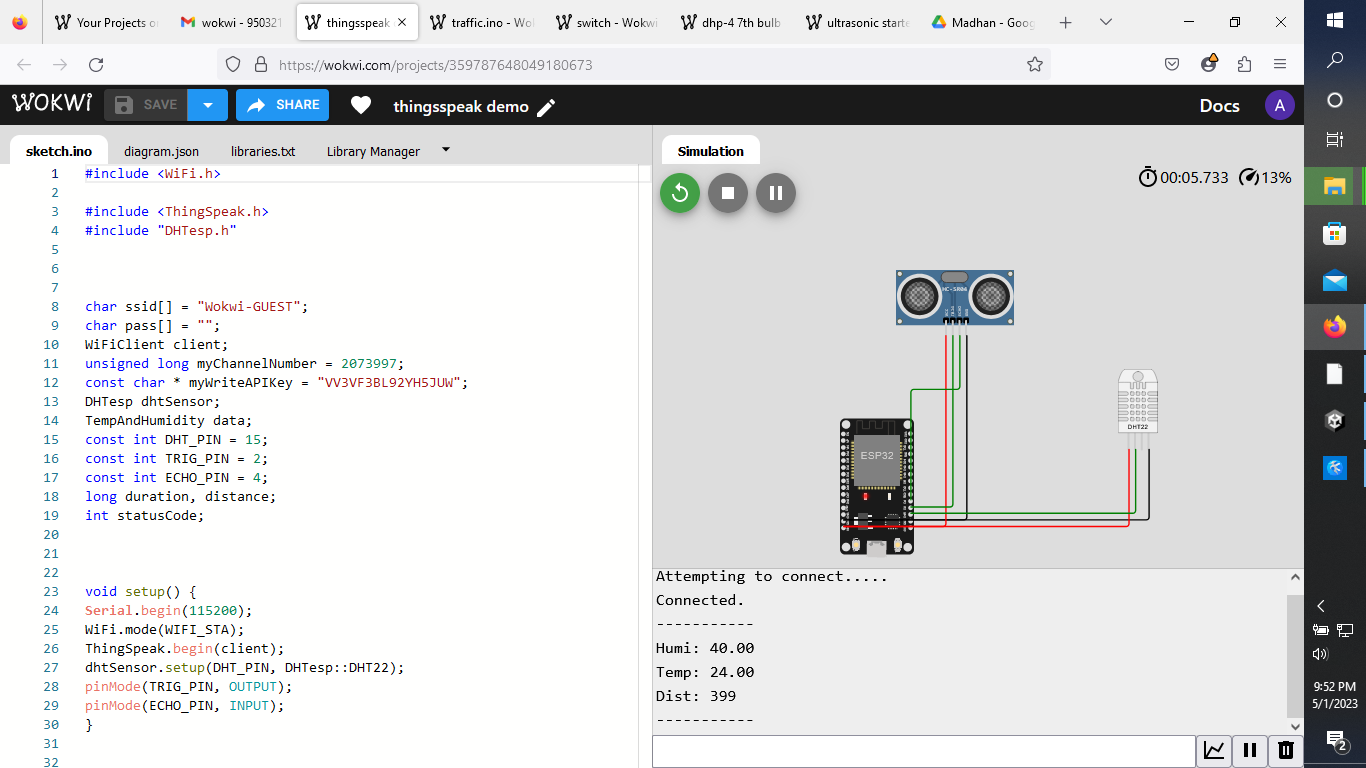 Your Projects o
wokwi - 950321
thingsspeak
traffic.ino - Wo
switch - Wokwi
dhp-4 7th bulb
ultrasonic starte
Madhan - Goog
https://wokwi.com/projects/359787648049180673
WOKWI
SAVE
SHARE
thingsspeak demo
Docs
A
sketch.ino
diagram.json
libraries.txt
Library Manager
1 #include <WiFi.h>
2
3 #include <ThingSpeak.h>
4 #include "DHTesp.h"
5
6
7
8 char ssid[] = "Wokwi-GUEST";
9 char pass[] = "";
10 WiFiClient client;
11 unsigned long myChannelNumber = 2073997;
12 const char * myWriteAPIKey = "VV3VF3BL92YH5JUW";
13 DHTesp dhtSensor;
14 TempAndHumidity data;
15 const int DHT_PIN = 15;
16 const int TRIG_PIN = 2;
17 const int ECHO_PIN = 4;
18 long duration, distance;
19 int statusCode;
20
21
22
23 void setup() {
24 Serial.begin(115200);
25 WiFi.mode(WIFI_STA);
26 ThingSpeak.begin(client);
27 dhtSensor.setup(DHT_PIN, DHTesp::DHT22);
28 pinMode(TRIG_PIN, OUTPUT);
29 pinMode(ECHO_PIN, INPUT);
30 }
31
32
Simulation
00:05.733
13%
HC-SR04
ESP32
DHT22
Attempting to connect.....
Connected.
-----------
Humi: 40.00
Temp: 24.00
Dist: 399
-----------
9:52 PM
5/1/2023
2